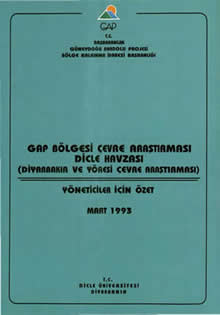 GAP
T.C.
BAŞBAKANLIK
GÜNEYDOĞU ANADOLU PROJESİ
BÖLGE KALKINMA İDARESİ BAŞKANLIĞI
GAP BÖLGESİ ÇEVRE ARAŞTIRMASI
DİCLE HAVZASI
(DİYARBAKIR VE YÖRESİ ÇEVRE ARAŞTIRMASI)
YÖNETİCİLER İÇİN ÖZET
MART 1993
T.C.
DİCLE ÜNİVERSİTESİ
DİYARBAKIR